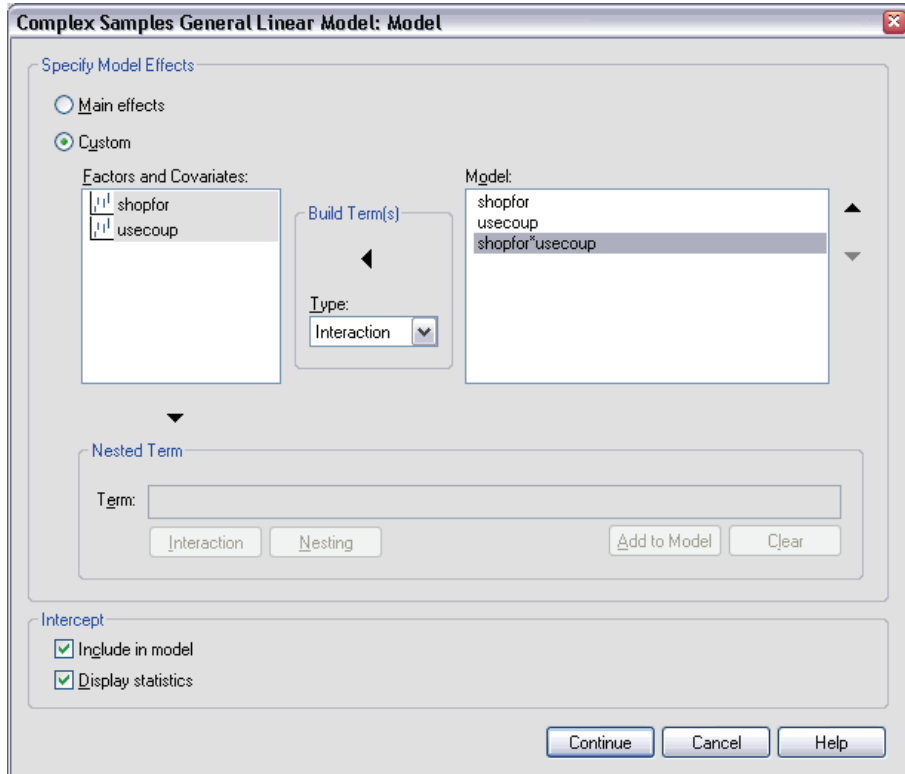 Complex Samples General Linear Model: Model
Specify Model Effects
Main effects
Custom
Factors and Covariates:
shopfor
usecoup
Build Term(s)
Type:
Interaction
Model:
shopfor
usecoup
shopfor*usecoup
Nested Term
Term:
Interaction
Nesting
Add to Model
Clear
Intercept
Include in model
Display statistics
Continue
Cancel
Help